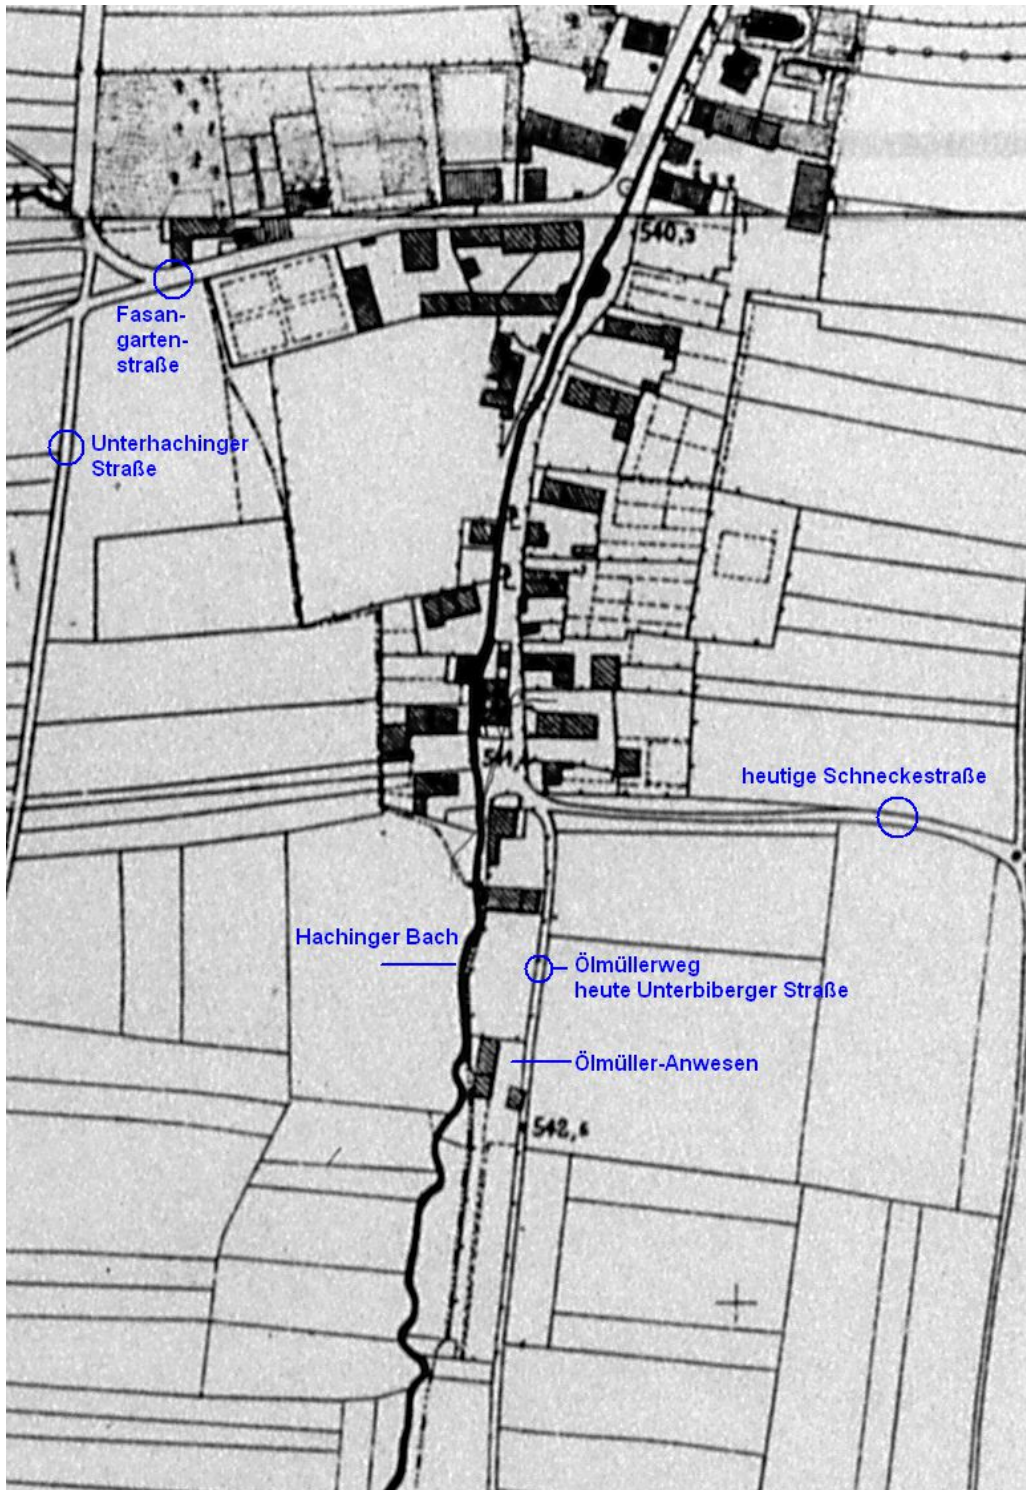 540,3
Fasan-
garten-
straße
Unterhachinger
Straße
heutige Schneckestraße
Hachinger Bach
Ölmüllerweg
heute Unterbiberger Straße
Ölmüller-Anwesen
542,6